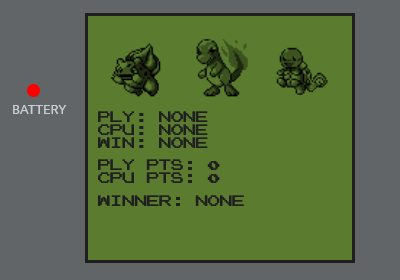 BATTERY
PLY: NONE
CPU: NONE
WIN: NONE
PLY PTS: 0
CPU PTS: 0
WINNER: NONE